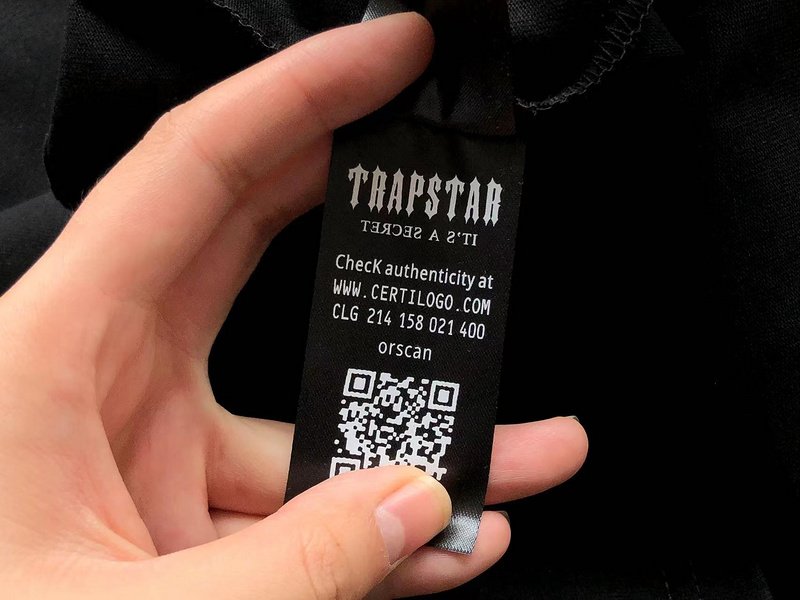 TRAPSTAR
IT'S A SECRET
ChecK authenticity at
WWW.CERTILOGO.COM
CLG 214 158 021 400
orscan